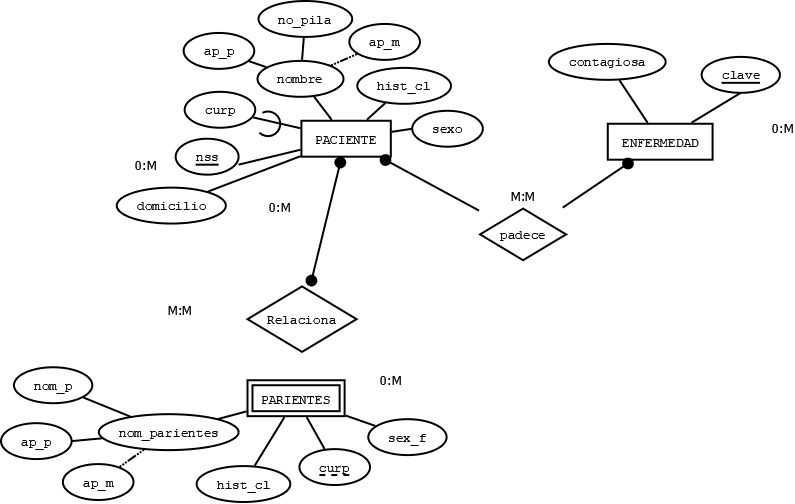 no_pila
ap_p
ap_m
nombre
contagiosa
clave
hist_cl
curp
sexo
PACIENTE
ENFERMEDAD
0:M
nss
0:M
domicilio
0:M
M:M
padece
M:M
Relaciona
nom_p
0:M
PARIENTES
nom_parientes
ap_p
sex_f
curp
ap_m
hist_cl